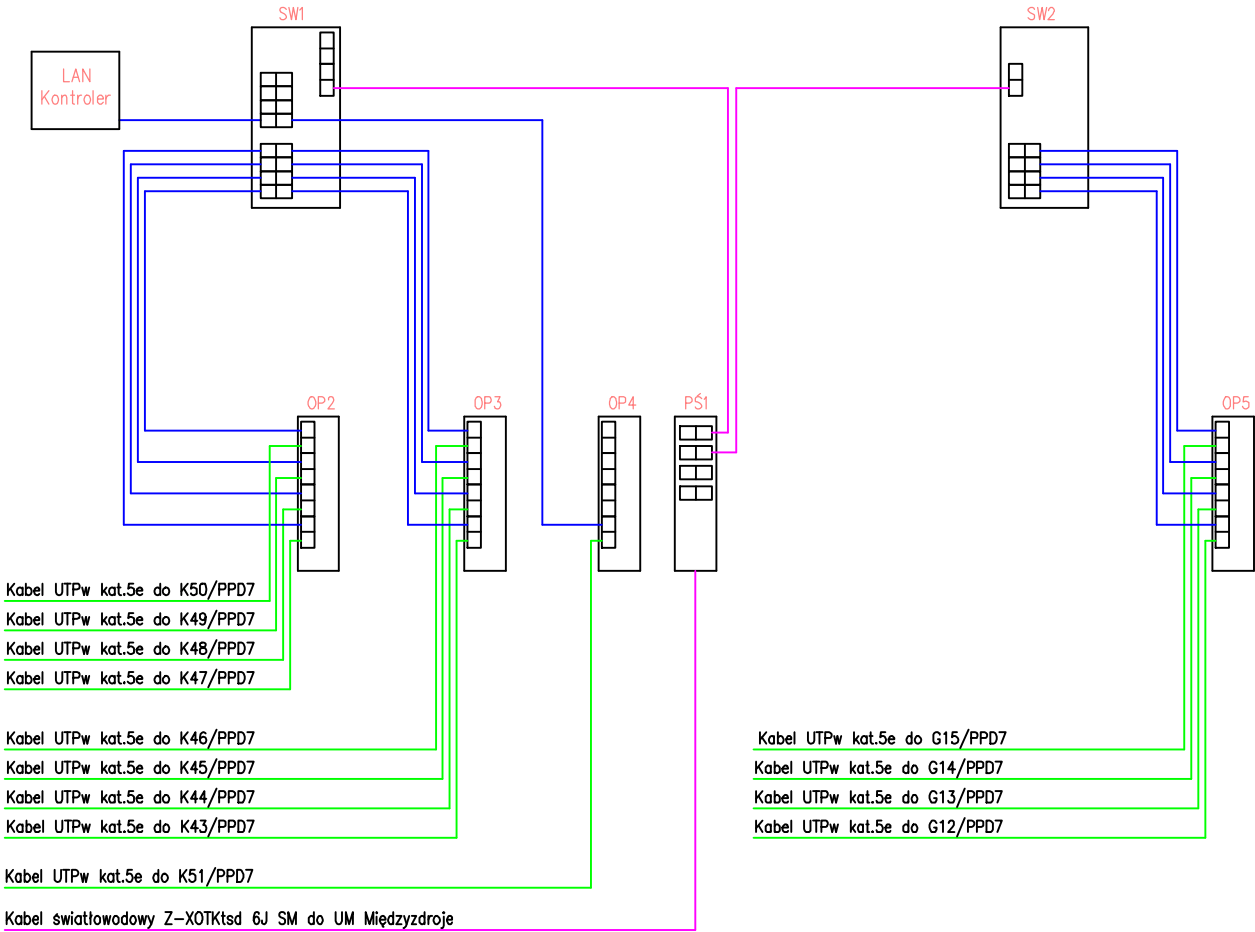 SW1
SW2
LAN
Kontroler
OP2
OP3
OP4
PŚ1
OP5
Kabel UTPw kat.5e do K50/PPD7
Kabel UTPw kat.5e do K49/PPD7
Kabel UTPw kat.5e do K48/PPD7
Kabel UTPw kat.5e do K47/PPD7
Kabel UTPw kat.5e do K46/PPD7
Kabel UTPw kat.5e do K45/PPD7
Kabel UTPw kat.5e do K44/PPD7
Kabel UTPw kat.5e do K43/PPD7
Kabel UTPw kat.5e do G15/PPD7
Kabel UTPw kat.5e do G14/PPD7
Kabel UTPw kat.5e do G13/PPD7
Kabel UTPw kat.5e do G12/PPD7
Kabel UTPw kat.5e do K51/PPD7
Kabel światłowodowy Z-XOTKtsd 6J SM do UM Międzyzdroje